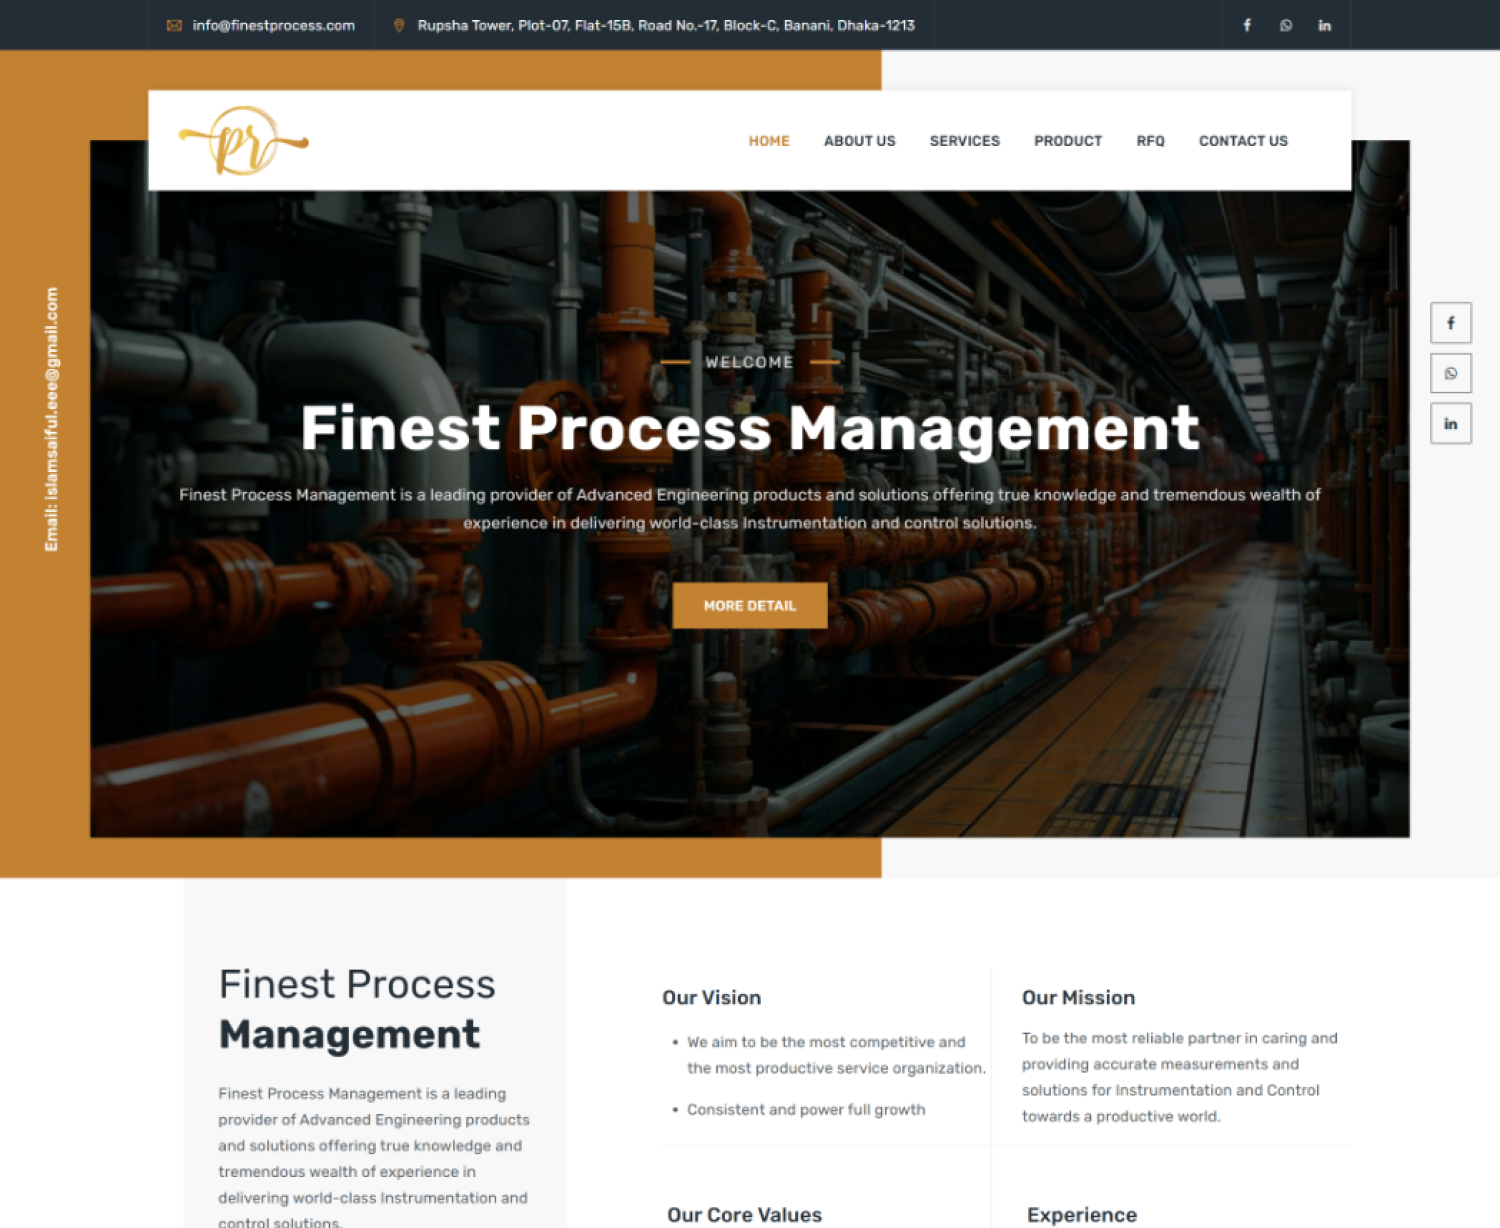 info@finestprocess.com
Rupsha Tower, Plot-07, Flat-15B, Road No.-17, Block-C, Banani, Dhaka-1213
pr
HOME
ABOUT US
SERVICES
PRODUCT
RFQ
CONTACT US
Email: islamsaiful.eee@gmail.com
WELCOME
Finest Process Management
Finest Process Management is a leading provider of Advanced Engineering products and solutions offering true knowledge and tremendous wealth of
experience in delivering world-class Instrumentation and control solutions.
MORE DETAIL
Finest Process
Management
Finest Process Management is a leading
provider of Advanced Engineering products
and solutions offering true knowledge and
tremendous wealth of experience in
delivering world-class Instrumentation and
control solutions.
Our Vision
• We aim to be the most competitive and
the most productive service organization.
• Consistent and power full growth
Our Mission
To be the most reliable partner in caring and
providing accurate measurements and
solutions for Instrumentation and Control
towards a productive world.
Our Core Values
Experience